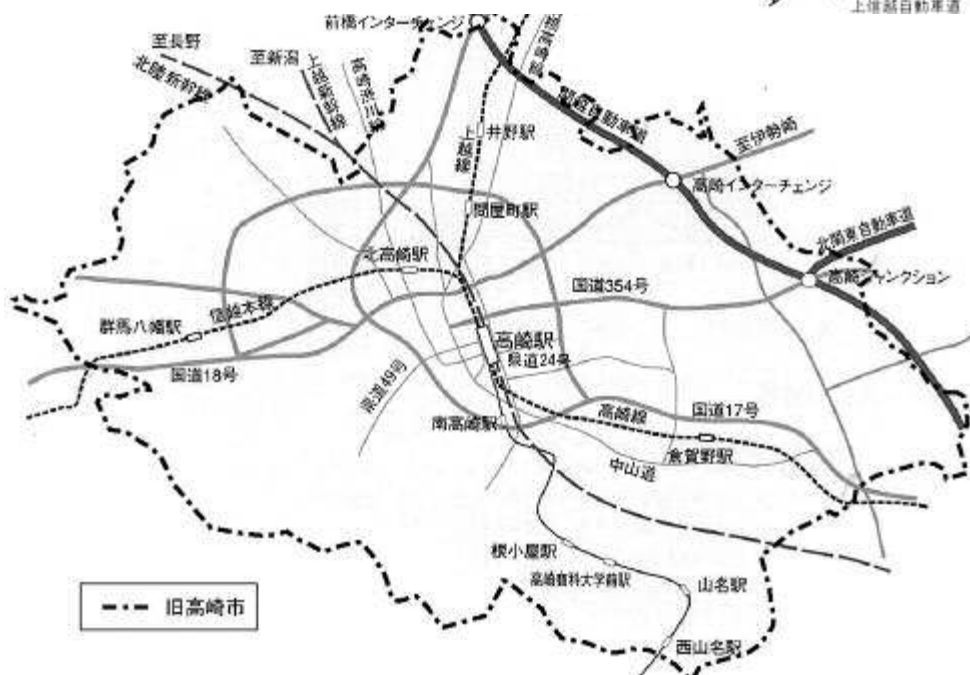 上信越自動車道
前橋インターチェンジ
至長野
北陸新幹線
至新潟
上越新幹線
高崎渋川線
関越自動車道
上越線
井野駅
至伊勢崎
高崎インターチェンジ
問屋町駅
北関東自動車道
北高崎駅
高崎ジャンクション
国道354号
信越本線
群馬八幡駅
高崎駅
県道24号
国道18号
県道49号
高崎線
国道17号
南高崎駅
倉賀野駅
中山道
根小屋駅
高崎商科大学前駅
山名駅
旧高崎市
西山名駅